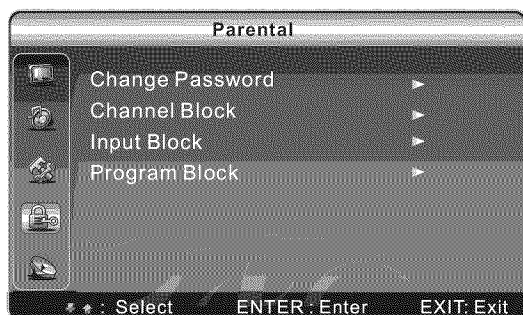 Parental
Change Password
Channel Block
Input Block
Program Block
: Select ENTER : Enter EXIT: Exit